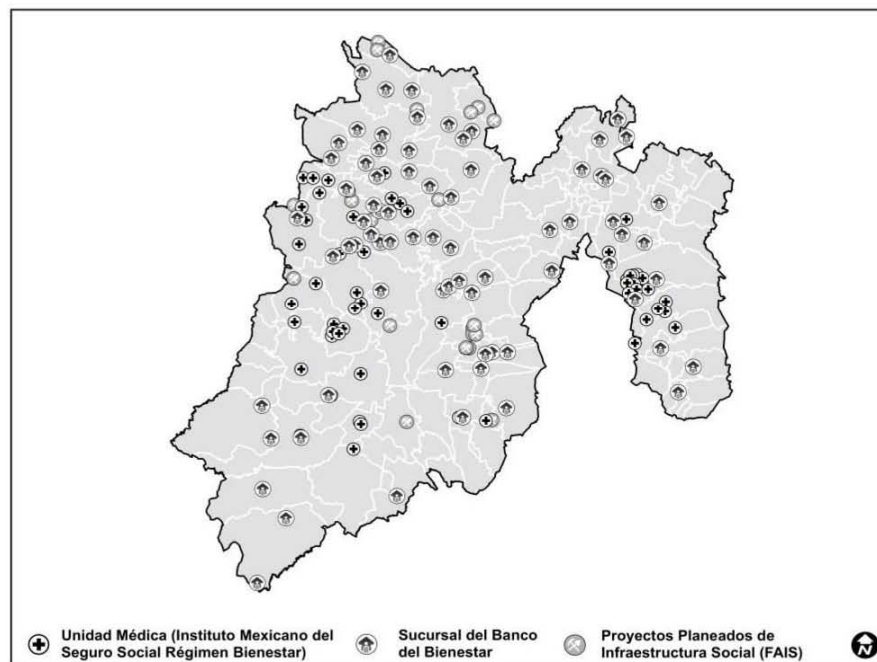 Unidad Médica (Instituto Mexicano del
Seguro Social Régimen Bienestar)
Sucursal del Banco
del Bienestar
Proyectos Planeados de
Infraestructura Social (FAIS)
N